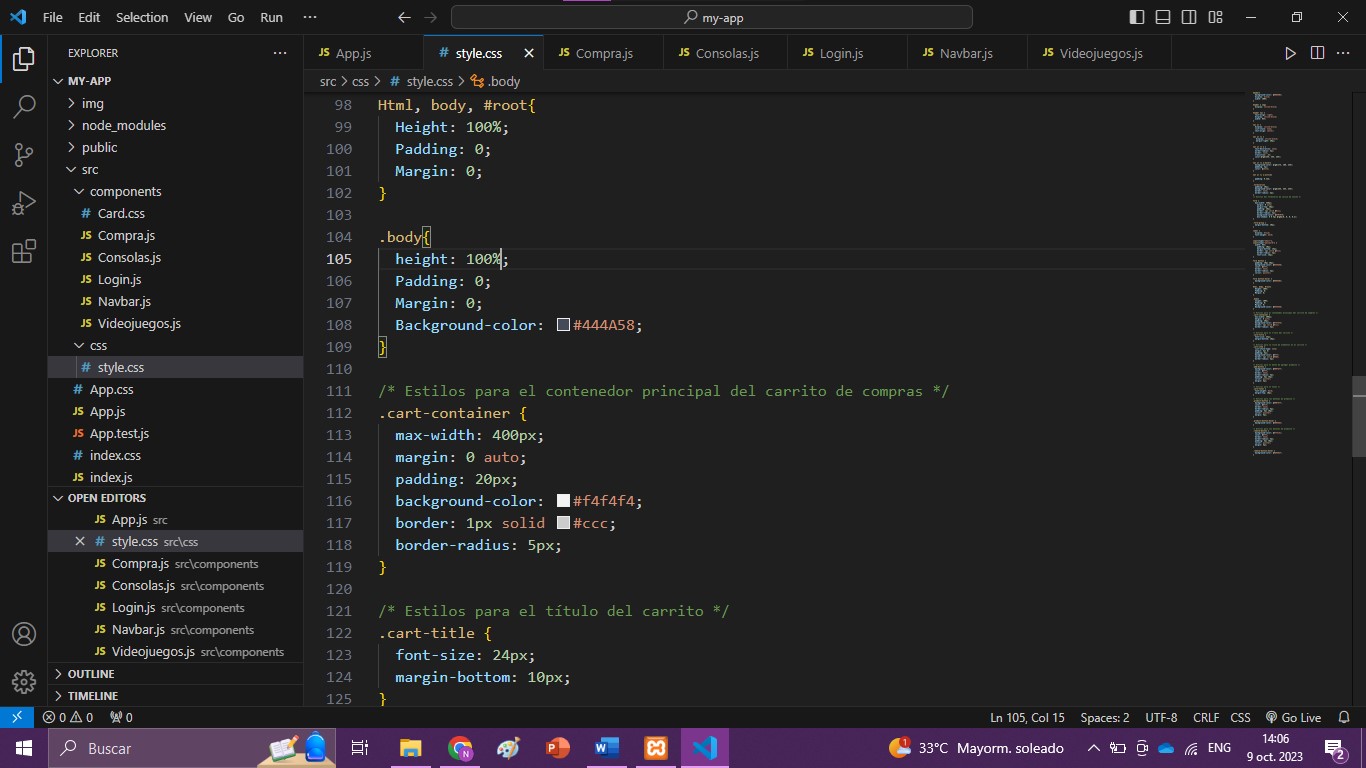 File Edit Selection View Go Run ··· my-app
EXPLORER ···
App.js style.css Compra.js Consolas.js Login.js Navbar.js Videojuegos.js
src > css > # style.css > .body
MY-APP
img
node_modules
public
src
components
# Card.css
JS Compra.js
JS Consolas.js
JS Login.js
JS Navbar.js
JS Videojuegos.js
css
# style.css
# App.css
JS App.js
JS App.test.js
# index.css
JS index.js
OPEN EDITORS
JS App.js src
# style.css src\css
JS Compra.js src\components
JS Consolas.js src\components
JS Login.js src\components
JS Navbar.js src\components
JS Videojuegos.js src\components
OUTLINE
TIMELINE
98 Html, body, #root{
99 Height: 100%;
100 Padding: 0;
101 Margin: 0;
102 }
103
104 .body{
105 height: 100%;
106 Padding: 0;
107 Margin: 0;
108 Background-color: #444A58;
109 }
110
111 /* Estilos para el contenedor principal del carrito de compras */
112 .cart-container {
113 max-width: 400px;
114 margin: 0 auto;
115 padding: 20px;
116 background-color: #f4f4f4;
117 border: 1px solid #ccc;
118 border-radius: 5px;
119 }
120
121 /* Estilos para el título del carrito */
122 .cart-title {
123 font-size: 24px;
124 margin-bottom: 10px;
125 }
0 0 0 Ln 105, Col 15 Spaces: 2 UTF-8 CRLF CSS Go Live
Buscar 1 33°C Mayorm. soleado ENG 14:06
9 oct. 2023 2